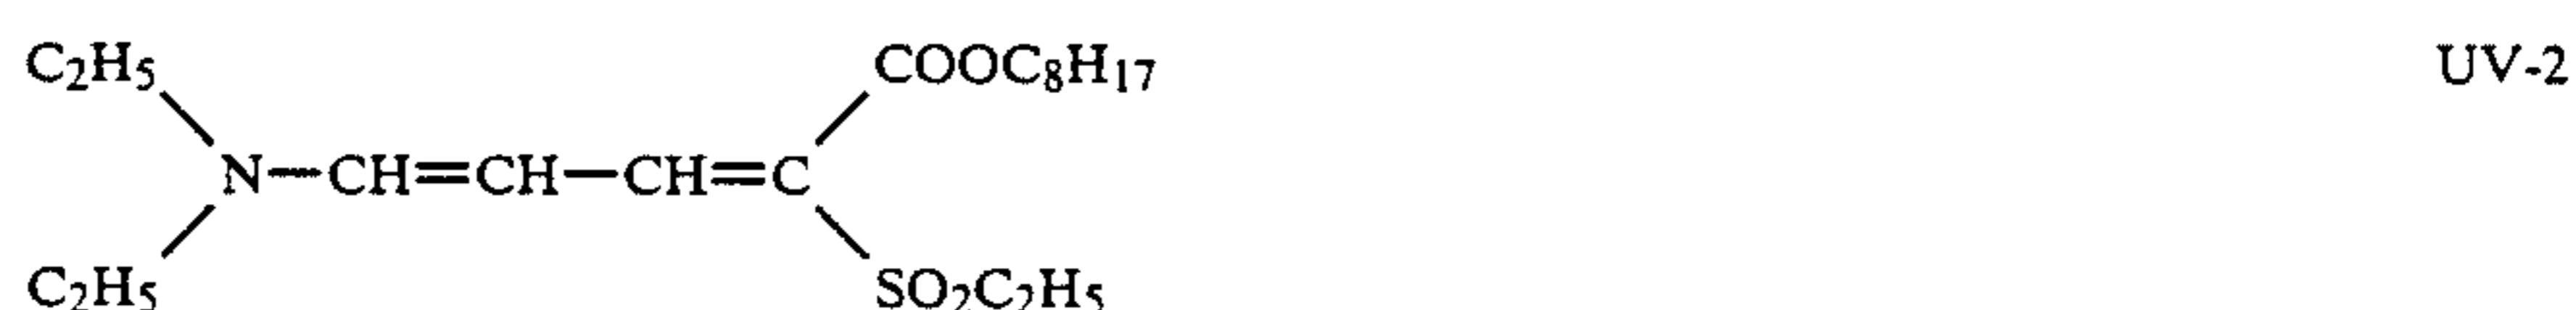 C₂H₅ COOC₈H₁₇ UV-2
N—CH=CH—CH=C
C₂H₅ SO₂C₂H₅